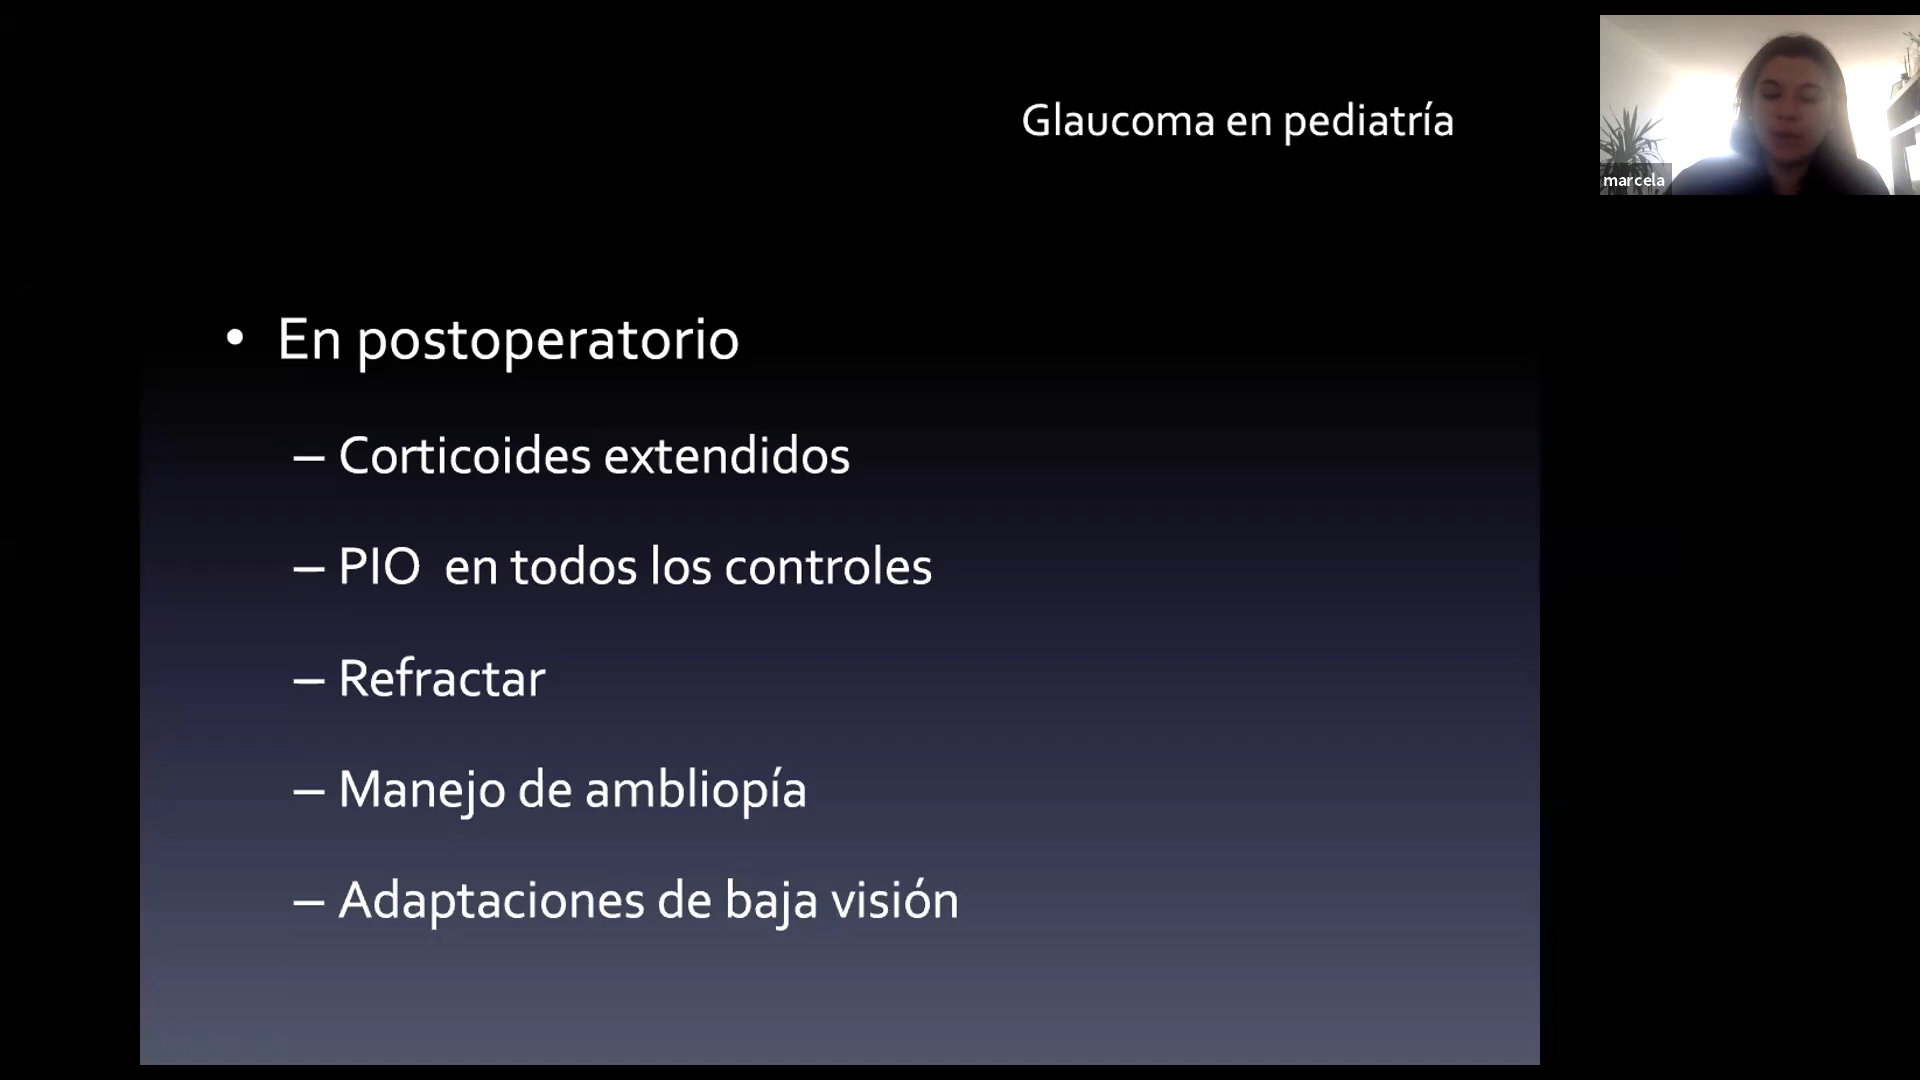 Glaucoma en pediatría
marcela
• En postoperatorio
– Corticoides extendidos
– PIO  en todos los controles
– Refractar
– Manejo de ambliopía
– Adaptaciones de baja visión